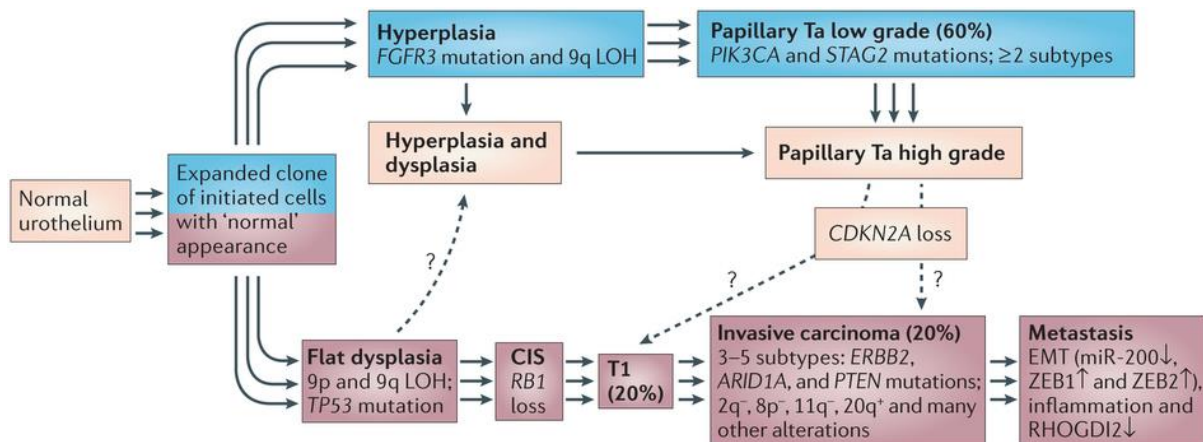 Hyperplasia
FGFR3 mutation and 9q LOH
Papillary Ta low grade (60%)
PIK3CA and STAG2 mutations; ≥2 subtypes
Hyperplasia and
dysplasia
Papillary Ta high grade
Normal
urothelium
Expanded clone
of initiated cells
with ‘normal’
appearance
CDKN2A loss
?
?
?
Flat dysplasia
9p and 9q LOH;
TP53 mutation
CIS
RB1
loss
T1
(20%)
Invasive carcinoma (20%)
3–5 subtypes: ERBB2,
ARID1A, and PTEN mutations;
2q⁻, 8p⁻, 11q⁻, 20q⁺ and many
other alterations
Metastasis
EMT (miR-200↓,
ZEB1↑ and ZEB2↑),
inflammation and
RHOGDI2↓